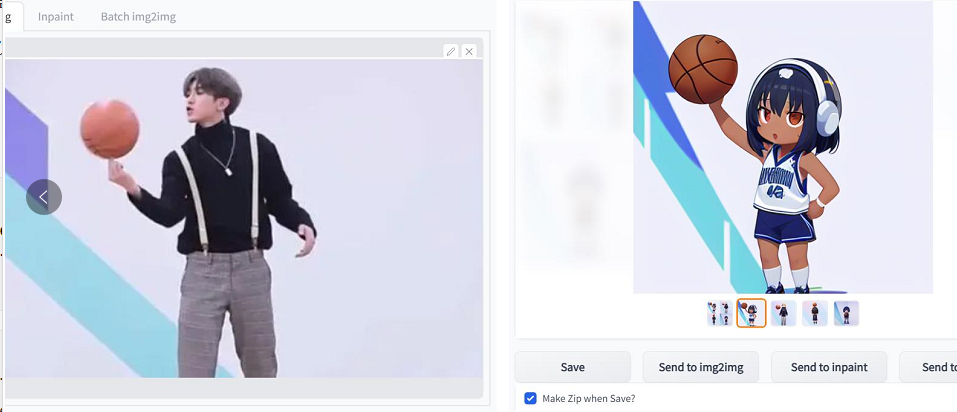 g
Inpaint
Batch img2img
Save
Send to img2img
Send to inpaint
Send to
Make Zip when Save?